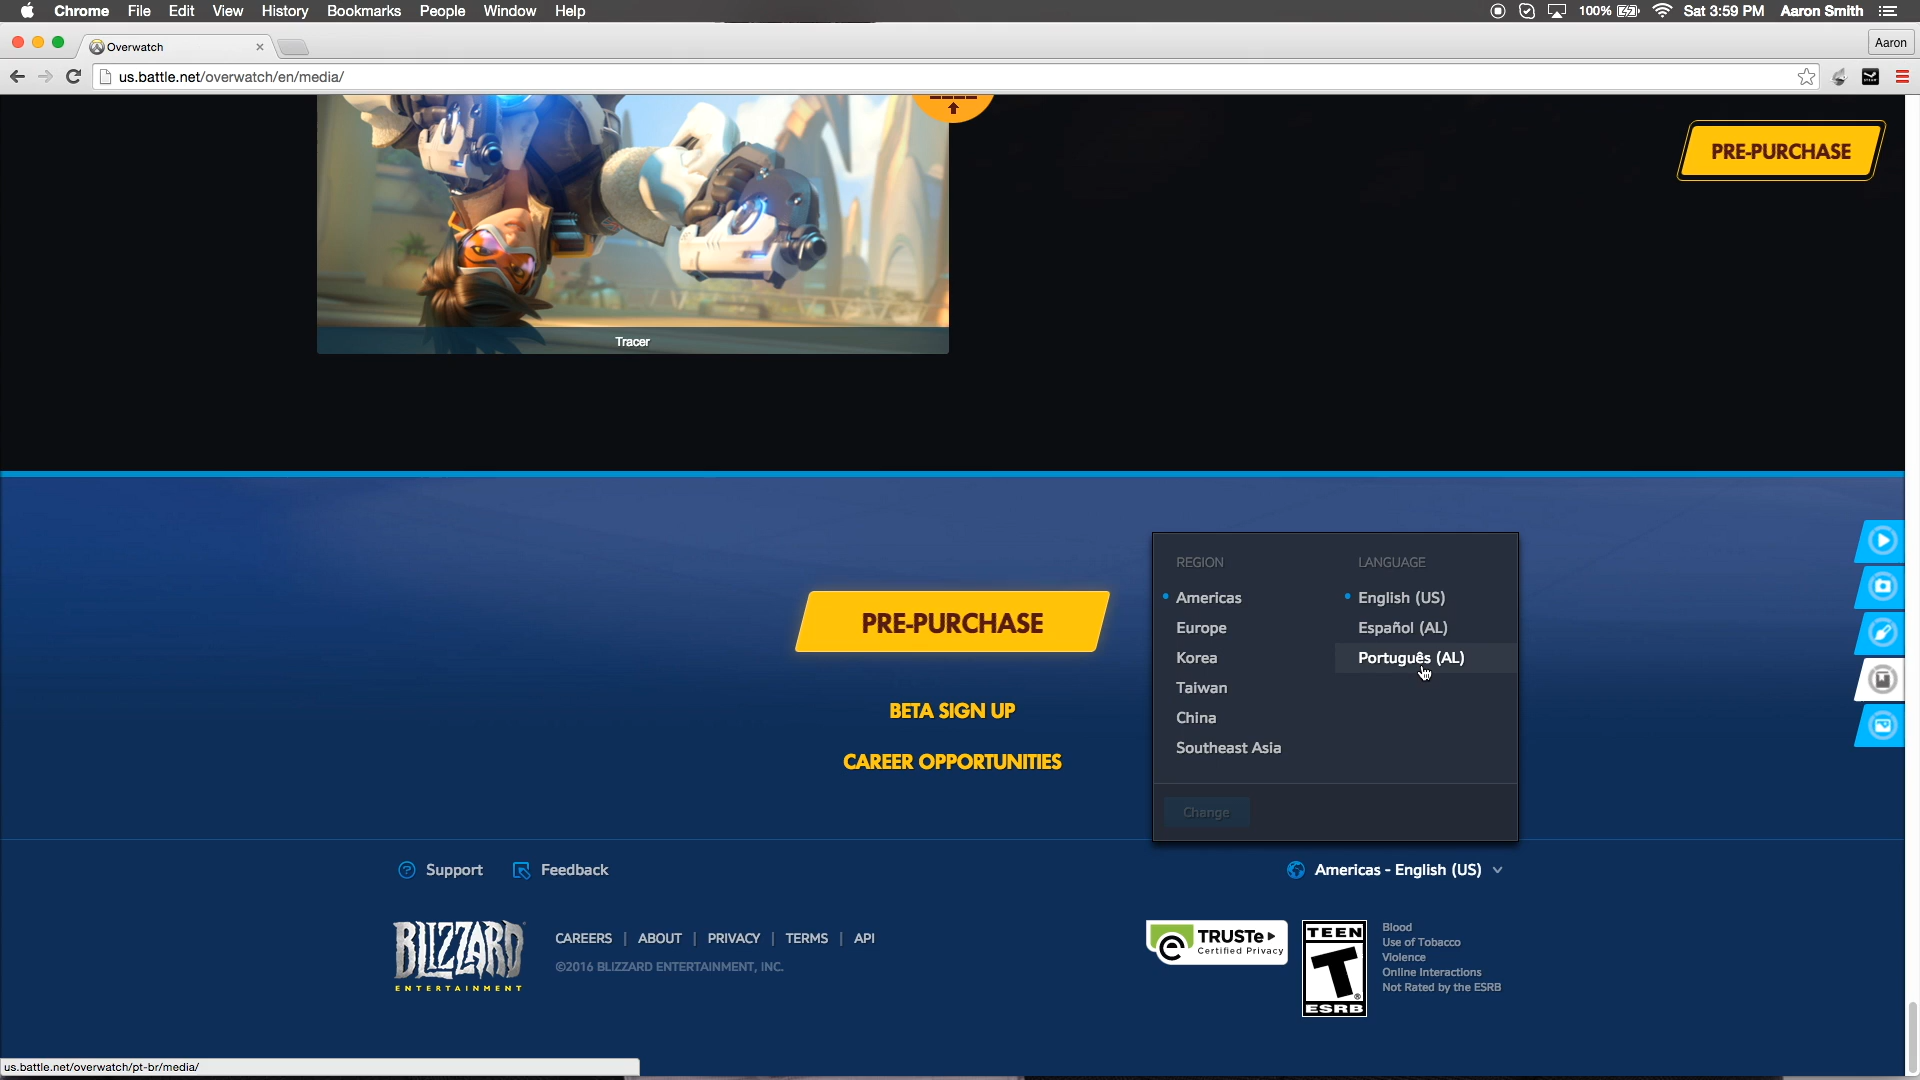 Chrome File Edit View History Bookmarks People Window Help 100% Sat 3:59 PM Aaron Smith
Overwatch
Aaron
us.battle.net/overwatch/en/media/
PRE-PURCHASE
Tracer
REGION LANGUAGE
Americas English (US)
Europe Español (AL)
Korea Português (AL)
Taiwan
China
Southeast Asia
Change
PRE-PURCHASE
BETA SIGN UP
CAREER OPPORTUNITIES
Support Feedback
Americas - English (US)
BLIZZARD
ENTERTAINMENT
CAREERS | ABOUT | PRIVACY | TERMS | API
©2016 BLIZZARD ENTERTAINMENT, INC.
TRUSTe
Certified Privacy
TEEN
T
ESRB
Blood
Use of Tobacco
Violence
Online Interactions
Not Rated by the ESRB
us.battle.net/overwatch/pt-br/media/